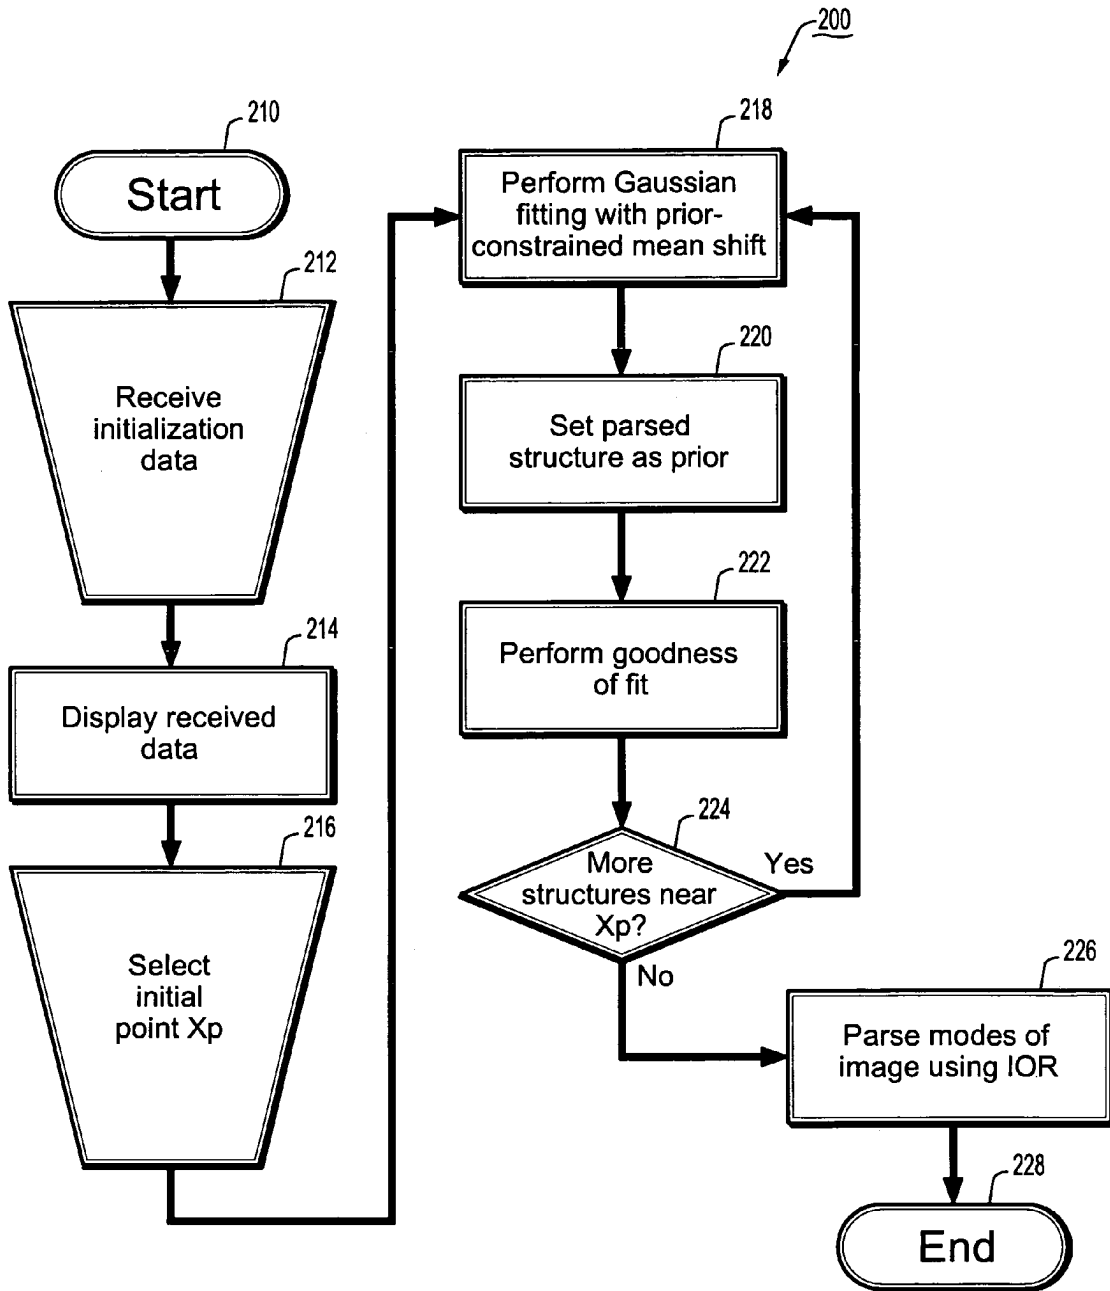 200
210
Start
212
Receive
initialization
data
214
Display received
data
216
Select
initial
point Xp
218
Perform Gaussian
fitting with prior-
constrained mean shift
220
Set parsed
structure as prior
222
Perform goodness
of fit
224
More
structures near
Xp?
Yes
No
226
Parse modes of
image using IOR
228
End